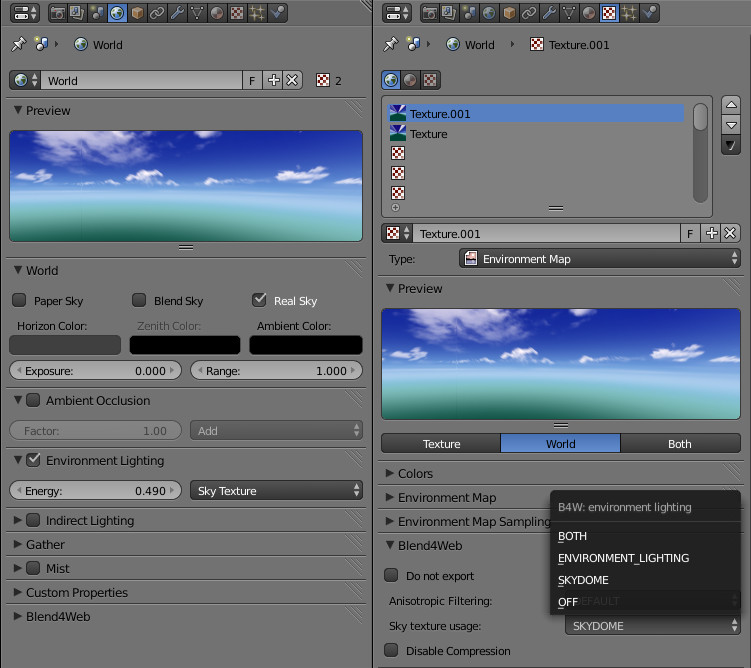 World
World
F
2
Preview
World
Paper Sky
Blend Sky
Real Sky
Horizon Color:
Zenith Color:
Ambient Color:
Exposure: 0.000
Range: 1.000
Ambient Occlusion
Factor: 1.00
Add
Environment Lighting
Energy: 0.490
Sky Texture
Indirect Lighting
Gather
Mist
Custom Properties
Blend4Web
World
Texture.001
Texture.001
Texture
Texture.001
F
Type:
Environment Map
Preview
Texture
World
Both
Colors
Environment Map
Environment Map Sampling
Blend4Web
B4W: environment lighting
BOTH
ENVIRONMENT_LIGHTING
SKYDOME
OFF
Do not export
Anisotropic Filtering:
DEFAULT
Sky texture usage:
SKYDOME
Disable Compression